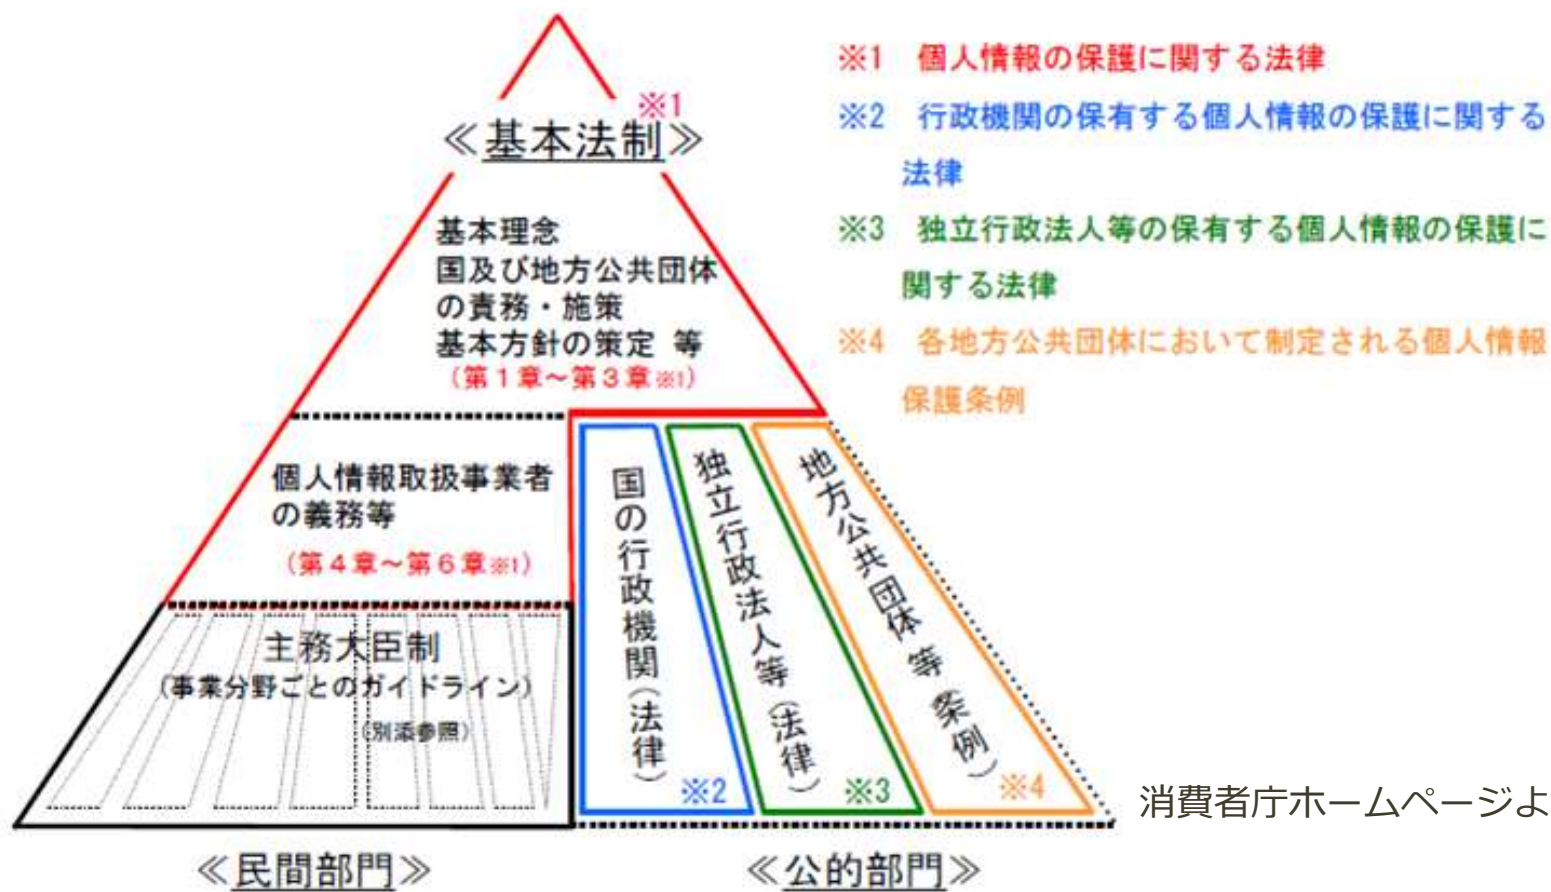 ※1
≪基本法制≫
基本理念
国及び地方公共団体
の責務・施策
基本方針の策定 等
（第１章～第３章※1）
個人情報取扱事業者
の義務等
（第４章～第６章※1）
主務大臣制
（事業分野ごとのガイドライン）
（別添参照）
国の行政機関（法律）
※2
独立行政法人等（法律）
※3
地方公共団体等（条例）
※4
≪民間部門≫
≪公的部門≫
※1 個人情報の保護に関する法律
※2 行政機関の保有する個人情報の保護に関する
法律
※3 独立行政法人等の保有する個人情報の保護に
関する法律
※4 各地方公共団体において制定される個人情報
保護条例
消費者庁ホームページよ